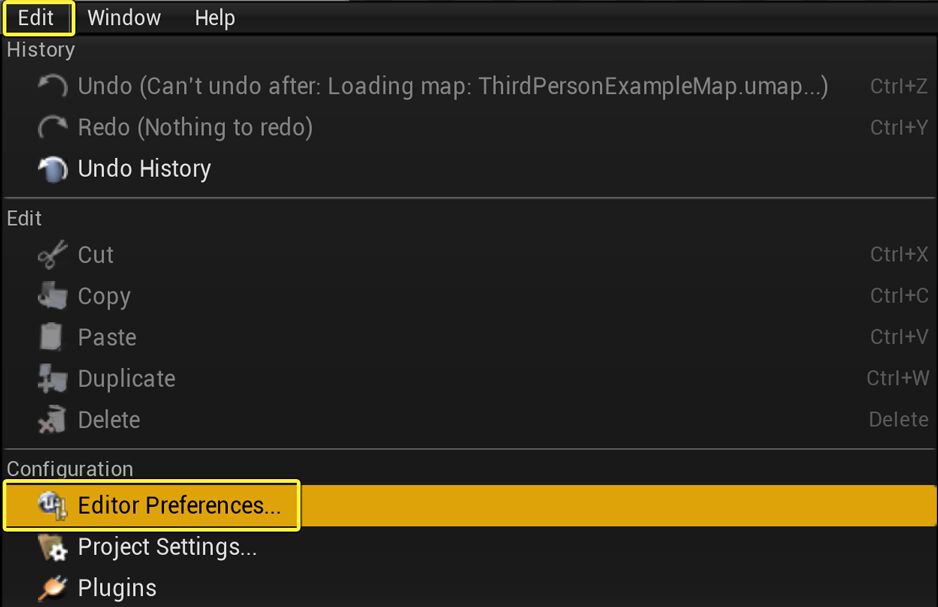 Edit Window Help
History
Undo (Can't undo after: Loading map: ThirdPersonExampleMap.umap...) Ctrl+Z
Redo (Nothing to redo) Ctrl+Y
Undo History
Edit
Cut Ctrl+X
Copy Ctrl+C
Paste Ctrl+V
Duplicate Ctrl+W
Delete Delete
Configuration
Editor Preferences...
Project Settings...
Plugins